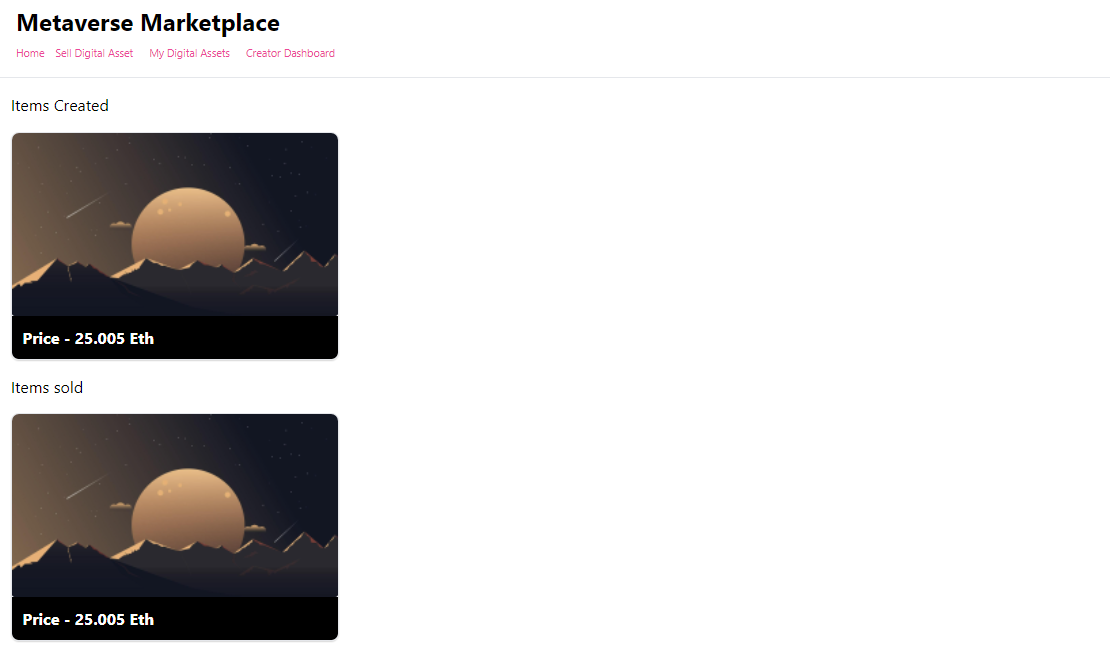 Metaverse Marketplace
Home Sell Digital Asset My Digital Assets Creator Dashboard
Items Created
Price - 25.005 Eth
Items sold
Price - 25.005 Eth